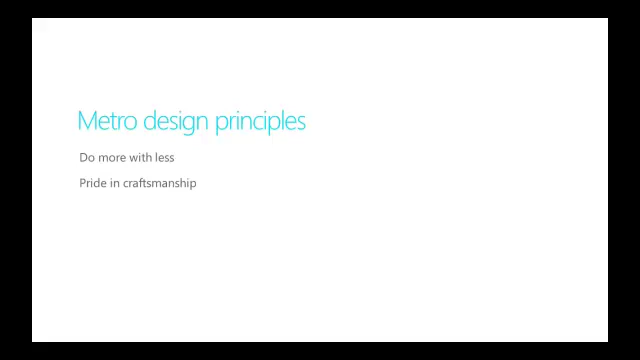 Metro design principles
Do more with less
Pride in craftsmanship